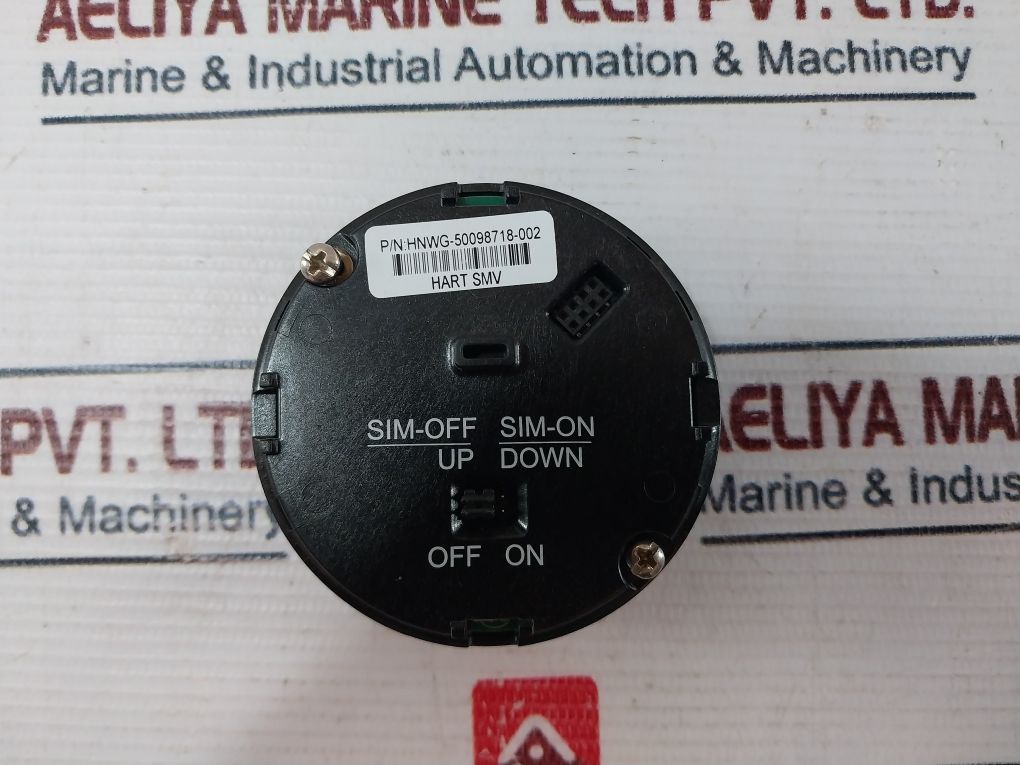 AELIYA MARINE TECH PVT. LTD.
Marine & Industrial Automation & Machinery
P/N:HNWG-50098718-002
HART SMV
SIM-OFF SIM-ON
UP DOWN
OFF ON
PVT. LTD
& Machinery
AELIYA MA
Marine & Indus